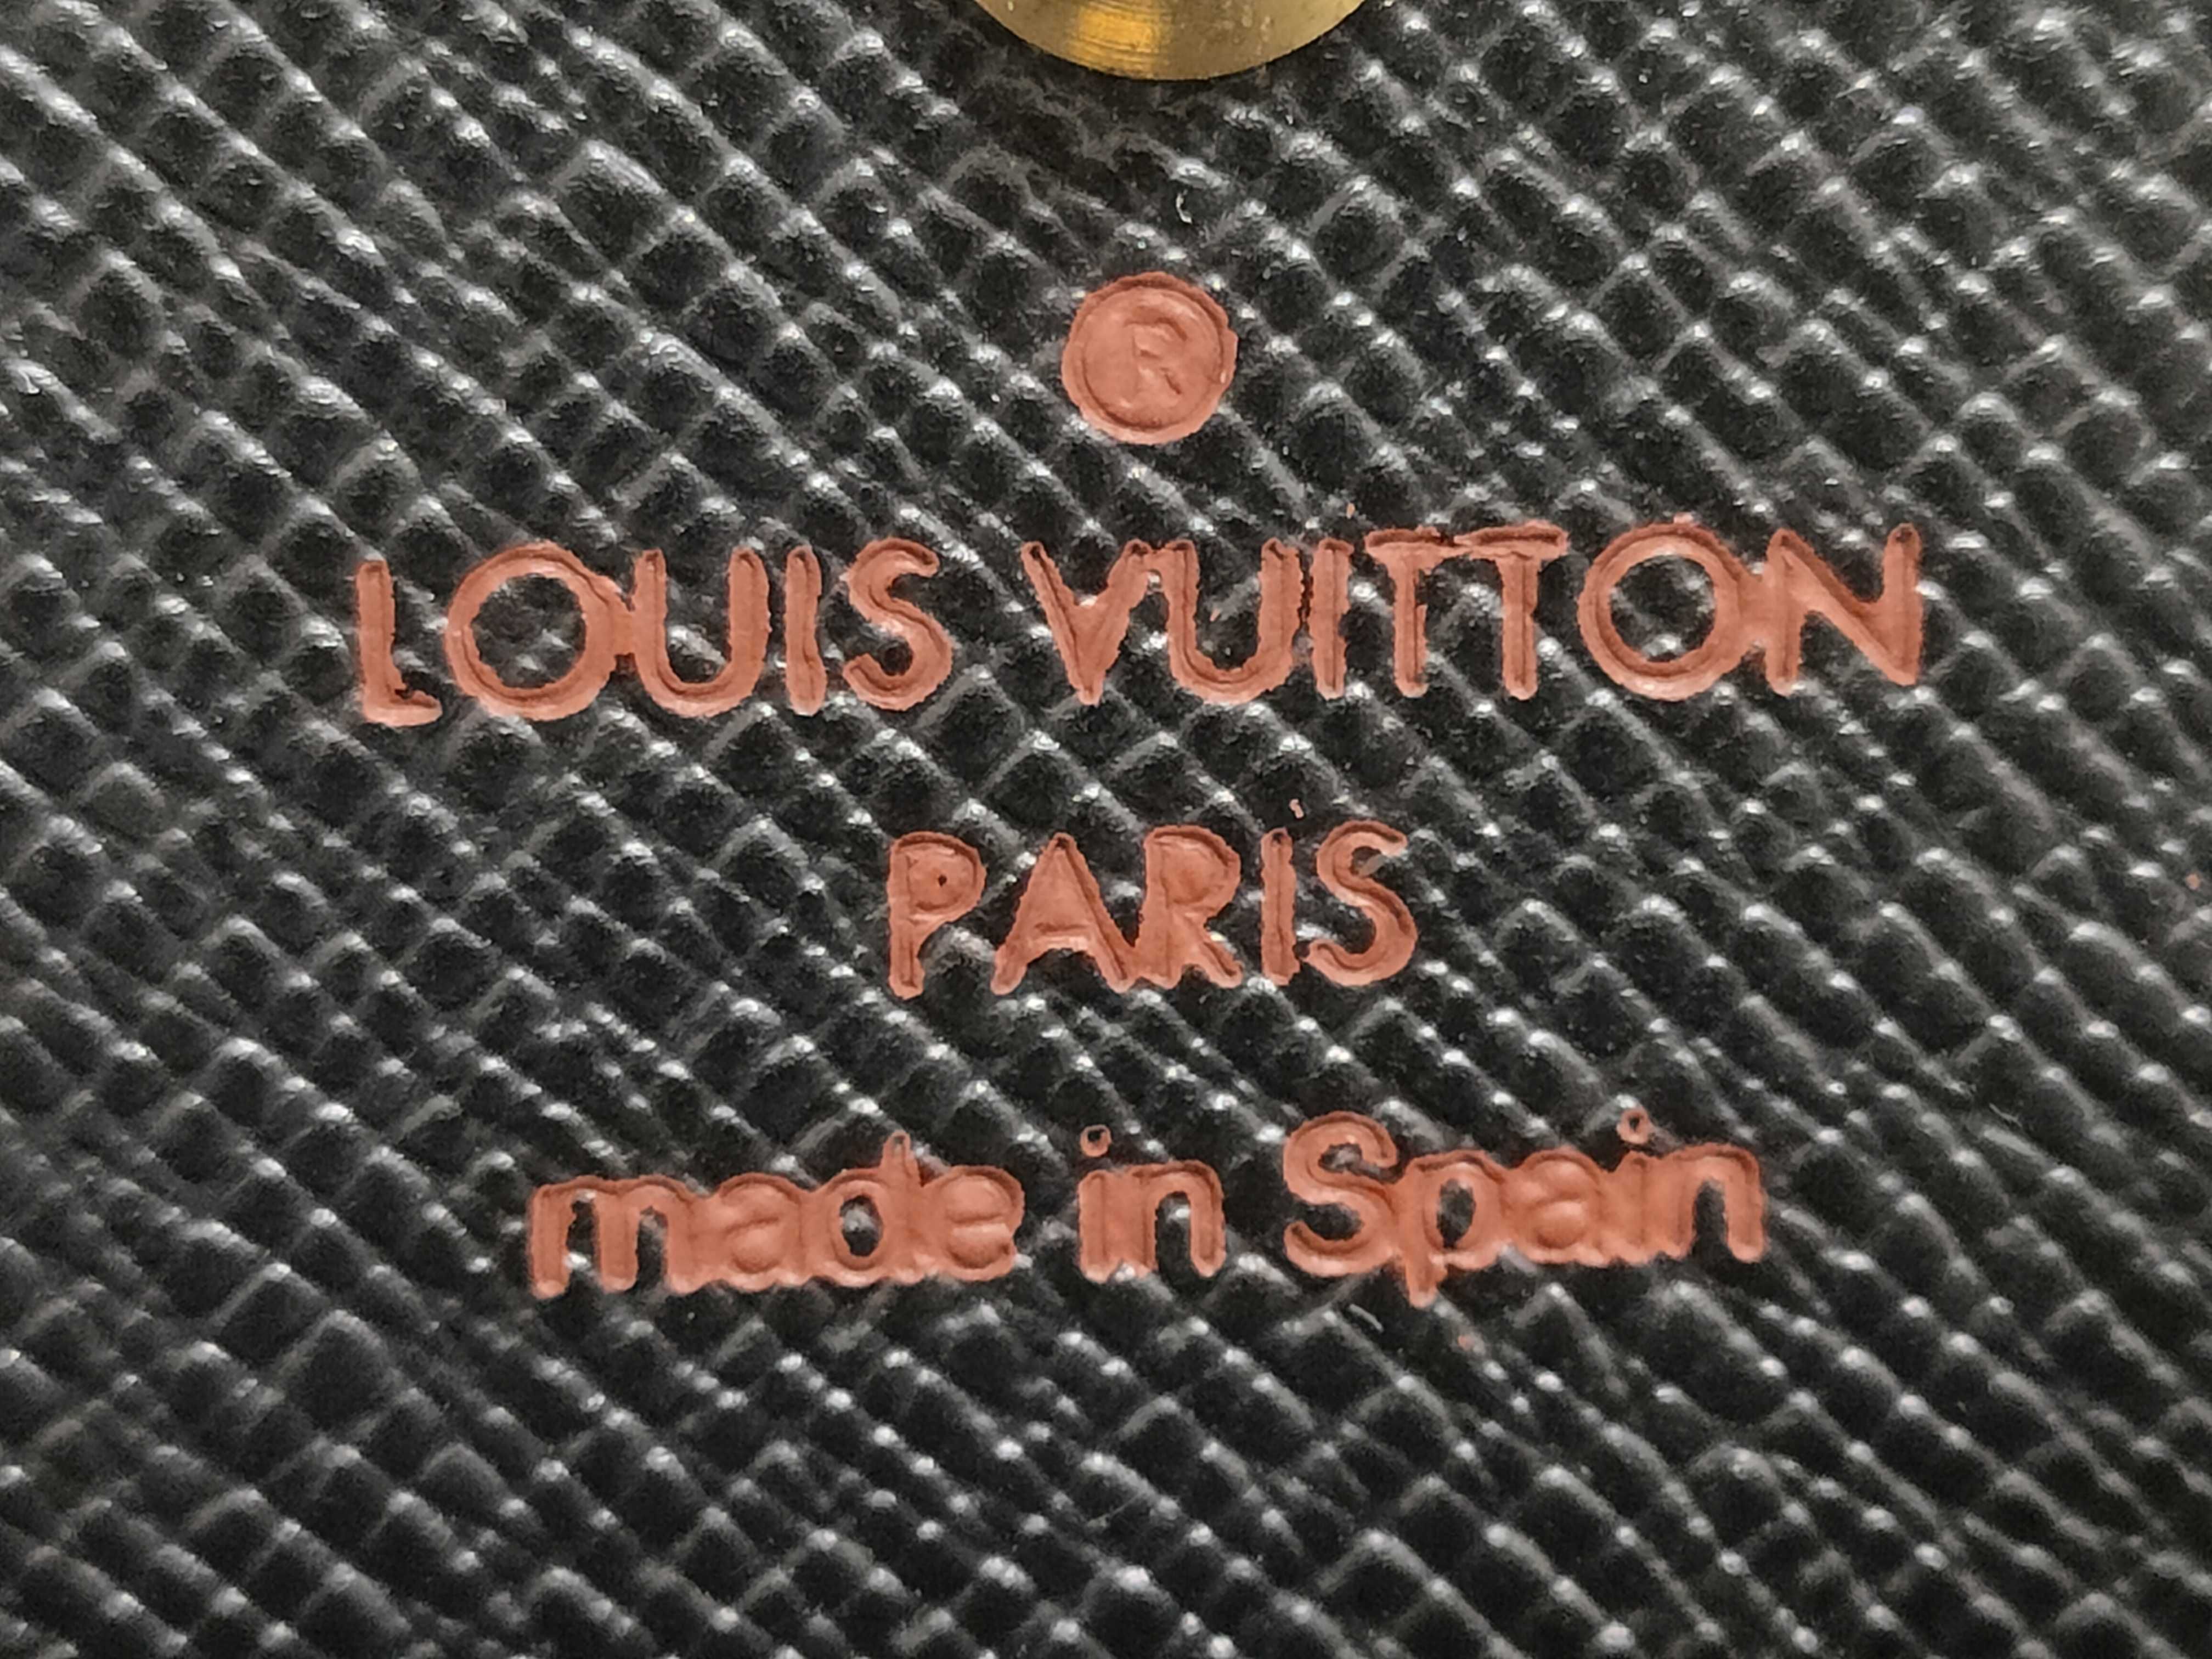 ®
LOUIS VUITTON
PARIS
made in Spain